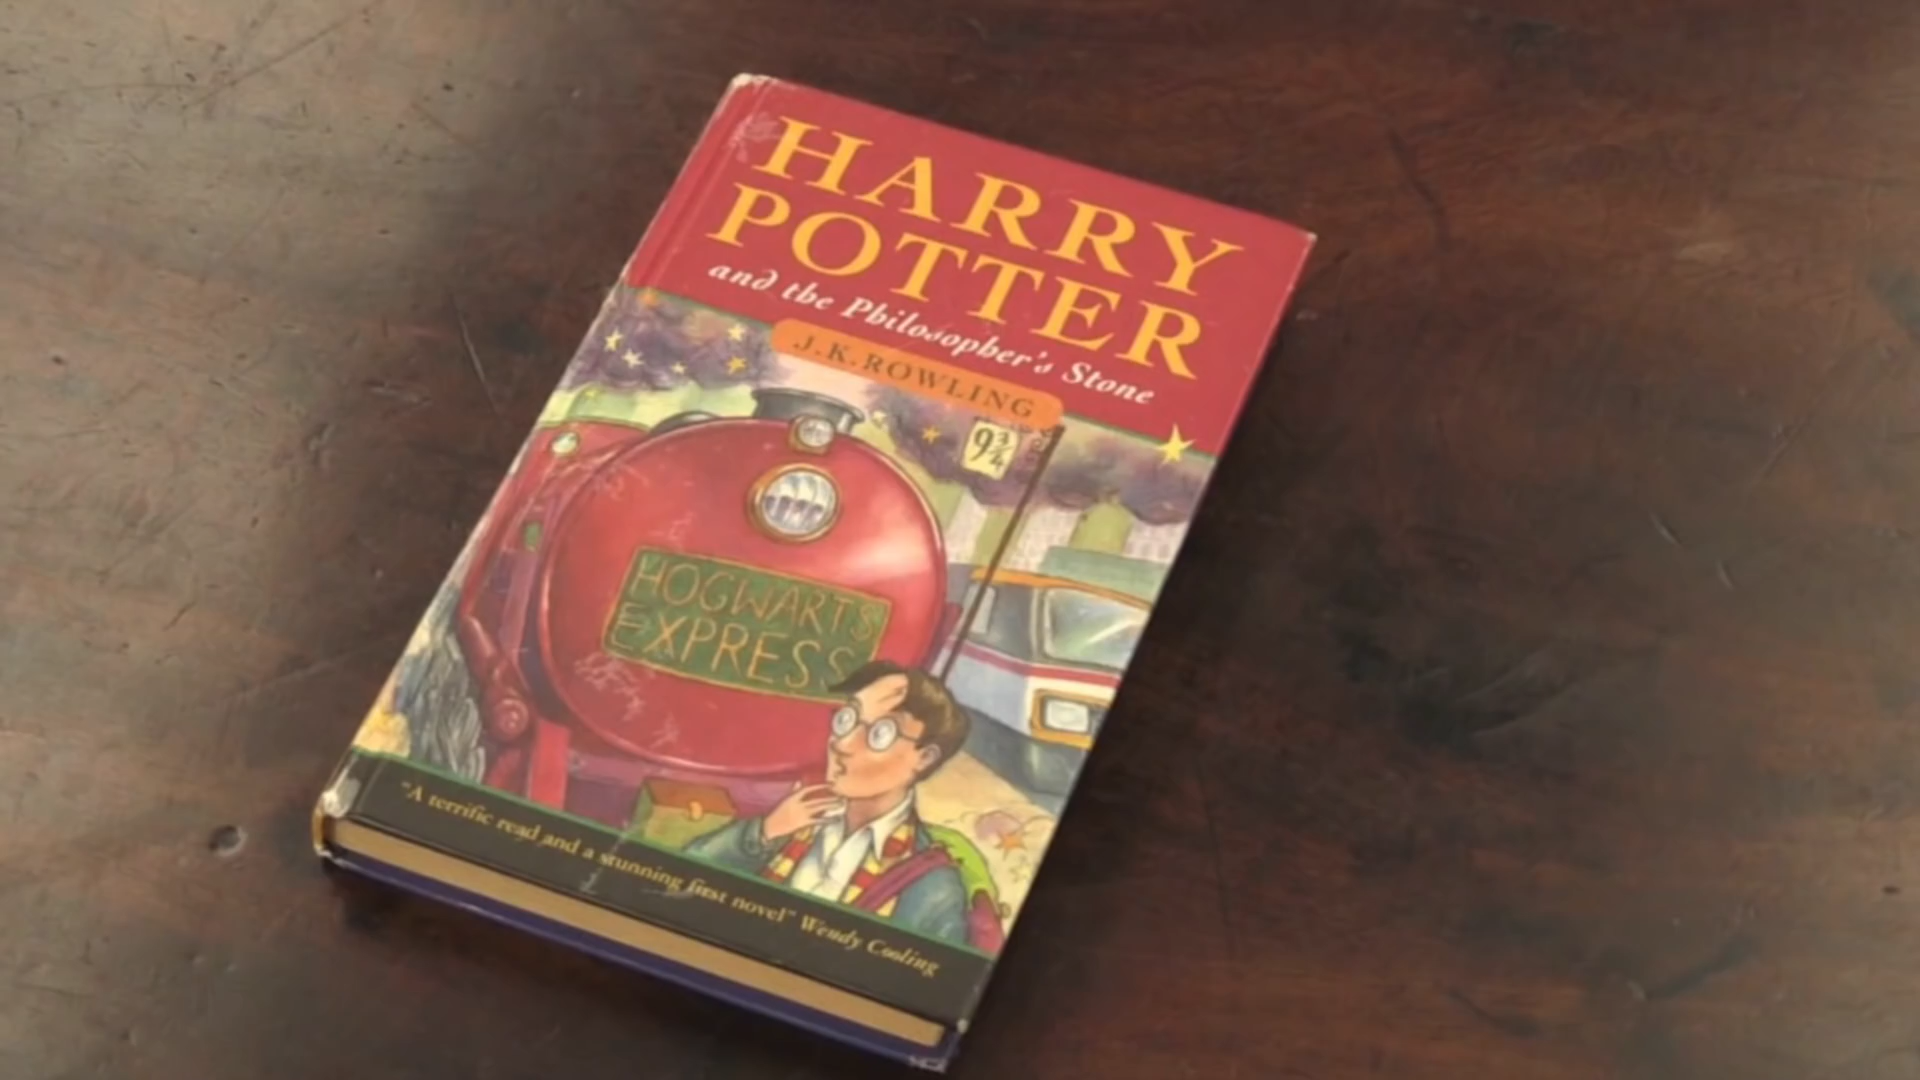 HARRY
POTTER
and the Philosopher's Stone
J.K.ROWLING
9¾
HOGWARTS
EXPRESS
"A terrific read and a stunning first novel" Wendy Cooling